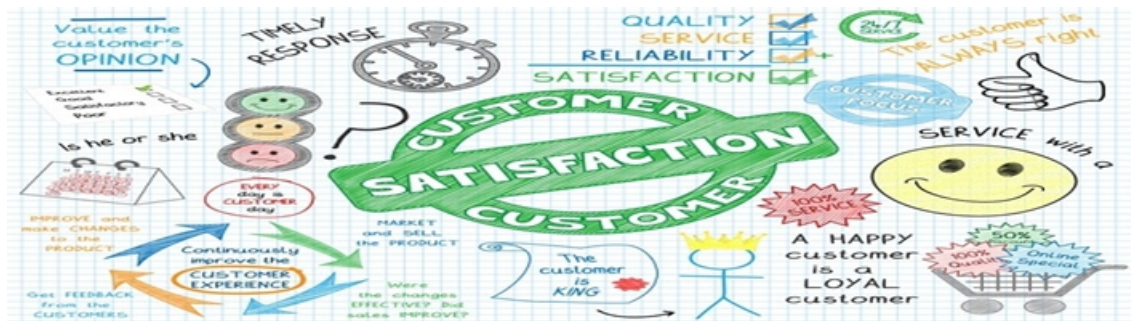 Value the
customer's
OPINION
Excellent
Good
Satisfactory
Poor
Is he or she
?
TIMELY
RESPONSE
EVERY
day is
CUSTOMER
day
IMPROVE and
make CHANGES
to the
PRODUCT
Continuously
improve the
CUSTOMER
EXPERIENCE
Get FEEDBACK
from the
CUSTOMERS
MARKET
and SELL
the PRODUCT
Were
the changes
EFFECTIVE? Did
sales IMPROVE?
CUSTOMER
SATISFACTION
CUSTOMER
The
customer
is
KING
QUALITY
SERVICE
RELIABILITY
SATISFACTION
24/7
SERVICE
The customer is
ALWAYS right
CUSTOMER
FOCUS
SERVICE with a
100%
SERVICE
A HAPPY
customer
is a
LOYAL
customer
50%
100%
Quality
Online
Special